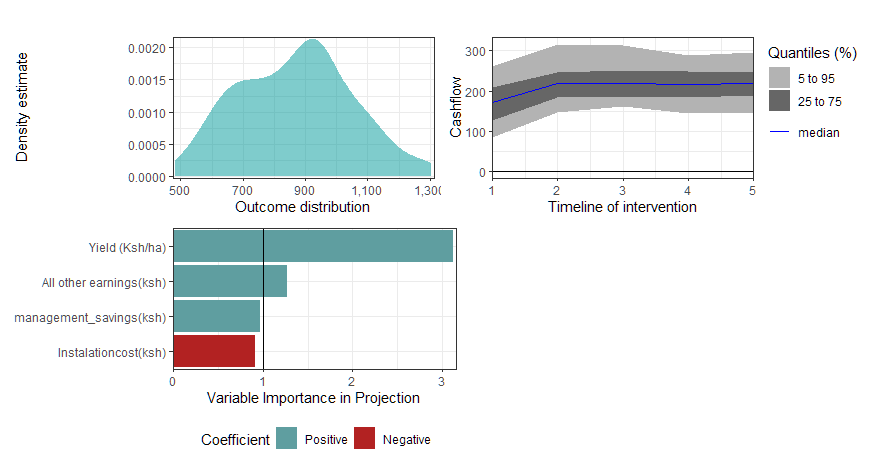 Density estimate
0.0020
0.0015
0.0010
0.0005
0.0000
500 700 900 1,100 1,300
Outcome distribution
Cashflow
300
200
100
0
1 2 3 4 5
Timeline of intervention
Quantiles (%)
5 to 95
25 to 75
median
Yield (Ksh/ha)
All other earnings(ksh)
management_savings(ksh)
Instalationcost(ksh)
0 1 2 3
Variable Importance in Projection
Coefficient Positive Negative